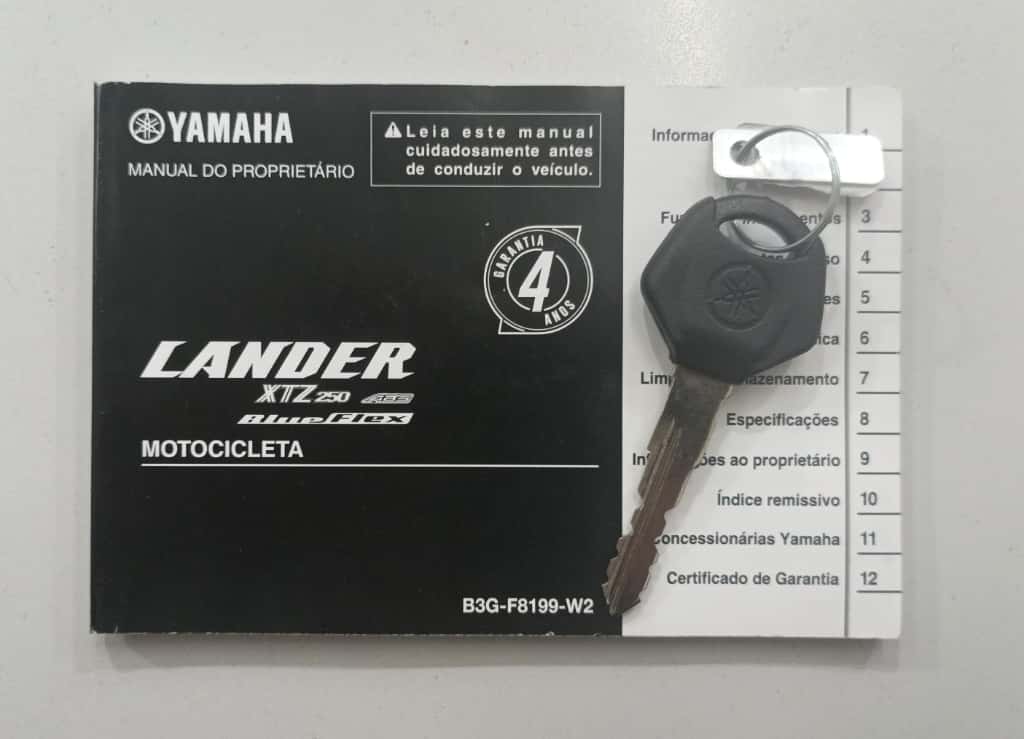 YAMAHA
MANUAL DO PROPRIETÁRIO
Leia este manual
cuidadosamente antes
de conduzir o veículo.
GARANTIA
4
ANOS
LANDER
XTZ 250 ABS
BlueFlex
MOTOCICLETA
B3G-F8199-W2
1
3
4
5
6
7
Especificações 8
ao proprietário 9
Índice remissivo 10
Yamaha 11
Certificado de Garantia 12